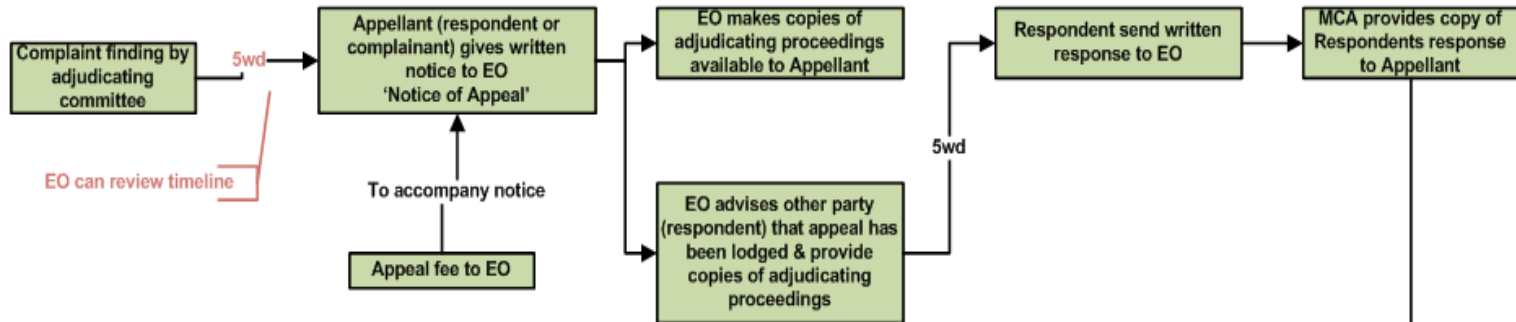 Complaint finding by
adjudicating
committee
5wd
EO can review timeline
Appellant (respondent or
complainant) gives written
notice to EO
‘Notice of Appeal’
To accompany notice
Appeal fee to EO
EO makes copies of
adjudicating proceedings
available to Appellant
EO advises other party
(respondent) that appeal has
been lodged & provide
copies of adjudicating
proceedings
5wd
Respondent send written
response to EO
MCA provides copy of
Respondents response
to Appellant